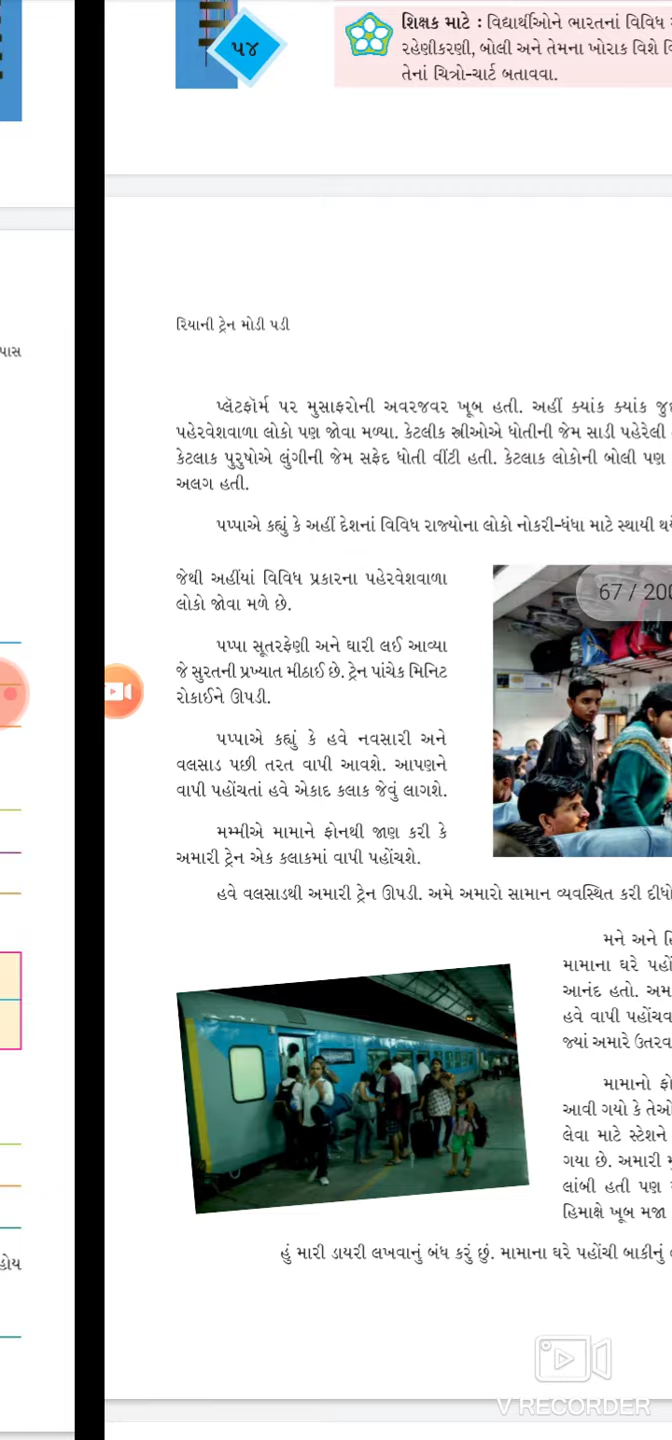 ૫૪
શિક્ષક માટે : વિદ્યાર્થીઓને ભારતનાં વિવિધ
રહેણીકરણી, બોલી અને તેમના ખોરાક વિશે
તેનાં ચિત્રો-ચાર્ટ બતાવવા.
પાસ
રિયાની ટ્રેન મોડી પડી
પ્લૅટફૉર્મ પર મુસાફરોની અવરજવર ખૂબ હતી. અહીં ક્યાંક ક્યાંક
પહેરવેશવાળા લોકો પણ જોવા મળ્યા. કેટલીક સ્ત્રીઓએ ધોતીની જેમ સાડી પહેરેલી
કેટલાક પુરુષોએ લુંગીની જેમ સફેદ ધોતી વીંટી હતી. કેટલાક લોકોની બોલી પણ
અલગ હતી.
પપ્પાએ કહ્યું કે અહીં દેશનાં વિવિધ રાજ્યોના લોકો નોકરી-ધંધા માટે સ્થાયી
જેથી અહીંયાં વિવિધ પ્રકારના પહેરવેશવાળા
લોકો જોવા મળે છે.
67 / 200
પપ્પા સૂતરફેણી અને ઘારી લઈ આવ્યા
જે સુરતની પ્રખ્યાત મીઠાઈ છે. ટ્રેન પાંચેક મિનિટ
રોકાઈને ઊપડી.
પપ્પાએ કહ્યું કે હવે નવસારી અને
વલસાડ પછી તરત વાપી આવશે. આપણને
વાપી પહોંચતાં હવે એકાદ કલાક જેવું લાગશે.
મમ્મીએ મામાને ફોનથી જાણ કરી કે
અમારી ટ્રેન એક કલાકમાં વાપી પહોંચશે.
હવે વલસાડથી અમારી ટ્રેન ઊપડી. અમે અમારો સામાન વ્યવસ્થિત કરી દીધો
મને અને
મામાના ઘરે પહોં
આનંદ હતો. અમ
હવે વાપી પહોંચવ
જ્યાં અમારે ઉતરવ
મામાનો ફો
આવી ગયો કે તેઓ
લેવા માટે સ્ટેશને
ગયા છે. અમારી
લાંબી હતી પણ
હિમાક્ષે ખૂબ મજા
હોય
હું મારી ડાયરી લખવાનું બંધ કરું છું. મામાના ઘરે પહોંચી બાકીનું
V RECORDER